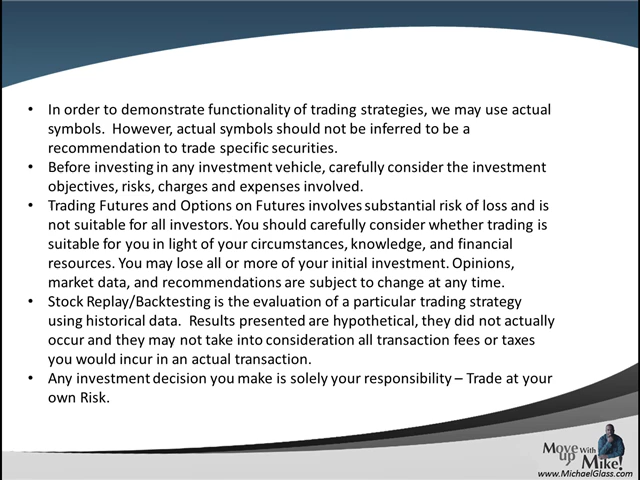 • In order to demonstrate functionality of trading strategies, we may use actual
symbols.  However, actual symbols should not be inferred to be a
recommendation to trade specific securities.
• Before investing in any investment vehicle, carefully consider the investment
objectives, risks, charges and expenses involved.
• Trading Futures and Options on Futures involves substantial risk of loss and is
not suitable for all investors. You should carefully consider whether trading is
suitable for you in light of your circumstances, knowledge, and financial
resources. You may lose all or more of your initial investment. Opinions,
market data, and recommendations are subject to change at any time.
• Stock Replay/Backtesting is the evaluation of a particular trading strategy
using historical data.  Results presented are hypothetical, they did not actually
occur and they may not take into consideration all transaction fees or taxes
you would incur in an actual transaction.
• Any investment decision you make is solely your responsibility – Trade at your
own Risk.
Move up With Mike!
www.MichaelGlass.com